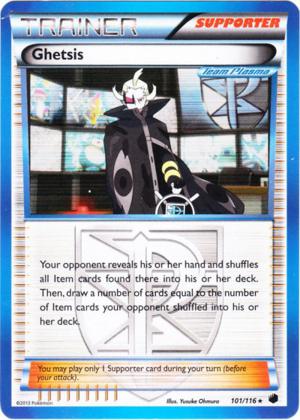 TRAINER
SUPPORTER
Ghetsis
Team Plasma
Your opponent reveals his or her hand and shuffles
all Item cards found there into his or her deck.
Then, draw a number of cards equal to the number
of Item cards your opponent shuffled into his or
her deck.
You may play only 1 Supporter card during your turn (before
your attack).
©2013 Pokémon
Illus. Yusuke Ohmura
101/116 ★